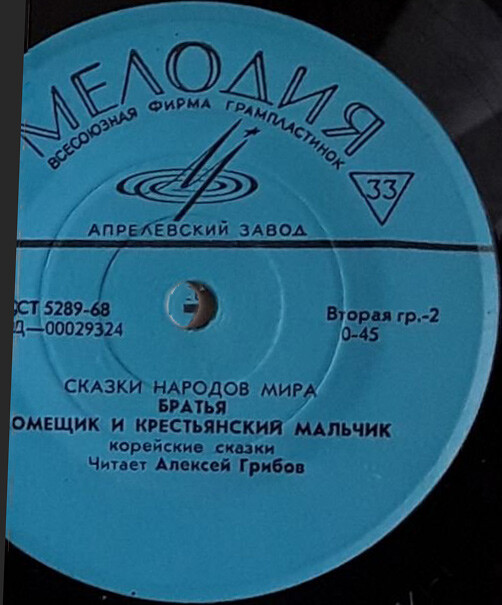 МЕЛОДИЯ
ВСЕСОЮЗНАЯ ФИРМА ГРАМПЛАСТИНОК
33
АПРЕЛЕВСКИЙ ЗАВОД
ОСТ 5289-68
Вторая гр.-2
Д—00029324
0-45
СКАЗКИ НАРОДОВ МИРА
БРАТЬЯ
ОМЕЩИК И КРЕСТЬЯНСКИЙ МАЛЬЧИК
корейские сказки
Читает Алексей Грибов